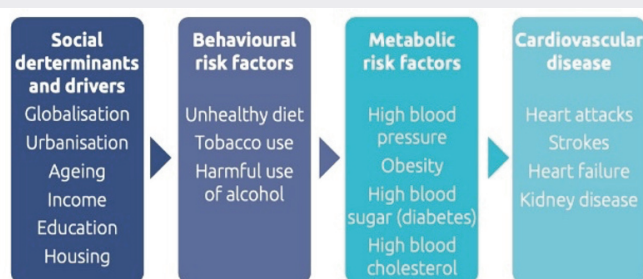 Social
derterminants
and drivers
Globalisation
Urbanisation
Ageing
Income
Education
Housing
Behavioural
risk factors
Unhealthy diet
Tobacco use
Harmful use
of alcohol
Metabolic
risk factors
High blood
pressure
Obesity
High blood
sugar (diabetes)
High blood
cholesterol
Cardiovascular
disease
Heart attacks
Strokes
Heart failure
Kidney disease